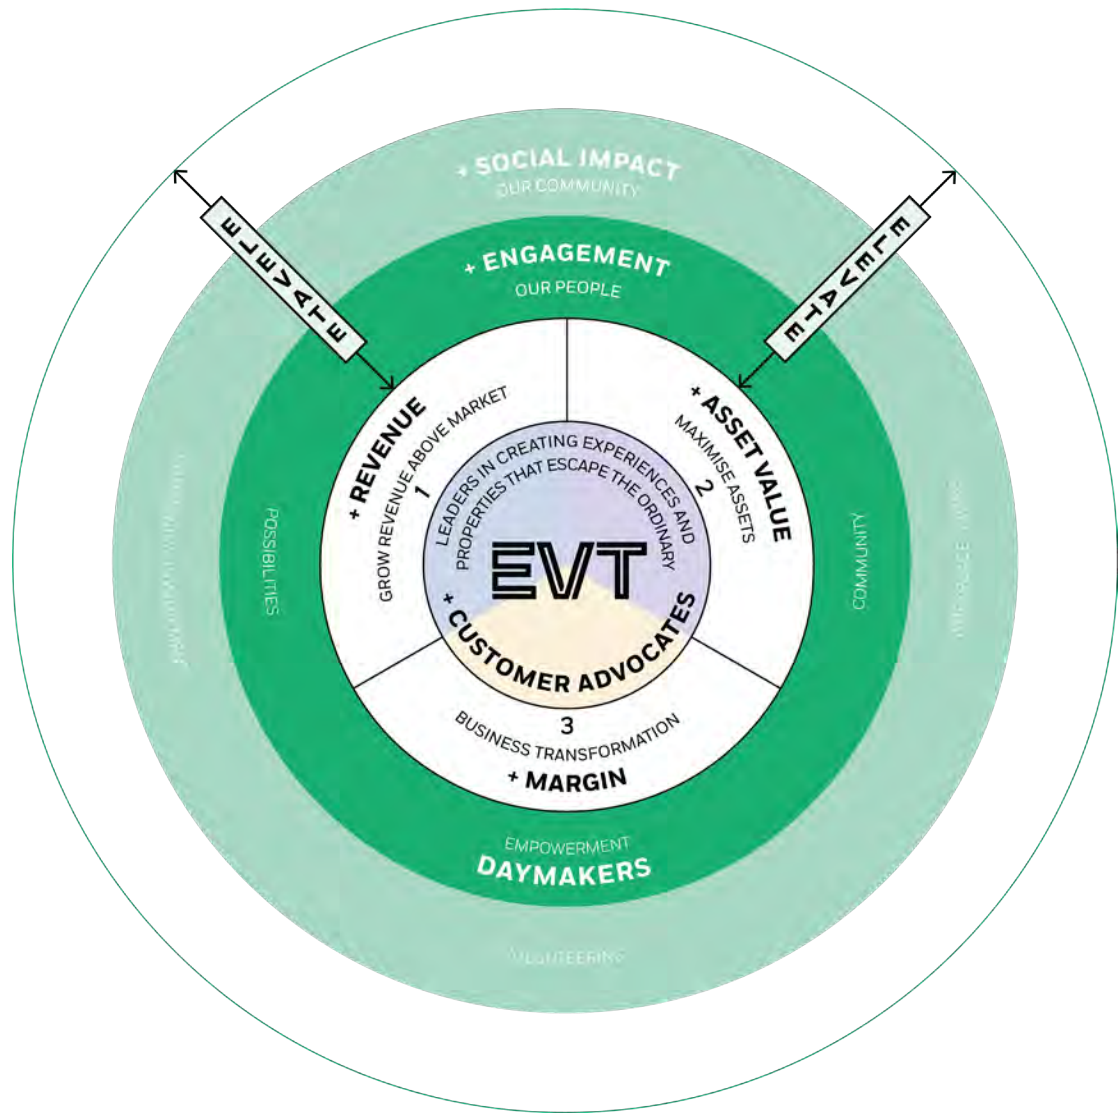 + SOCIAL IMPACT
OUR COMMUNITY
+ ENGAGEMENT
OUR PEOPLE
ELEVATE
ELEVATE
+ REVENUE
GROW REVENUE ABOVE MARKET
1
+ ASSET VALUE
MAXIMISE ASSETS
2
LEADERS IN CREATING EXPERIENCES AND
PROPERTIES THAT ESCAPE THE ORDINARY
EVT
+ CUSTOMER ADVOCATES
3
BUSINESS TRANSFORMATION
+ MARGIN
POSSIBILITIES
COMMUNITY
EMPOWERMENT
DAYMAKERS
VOLUNTEERING